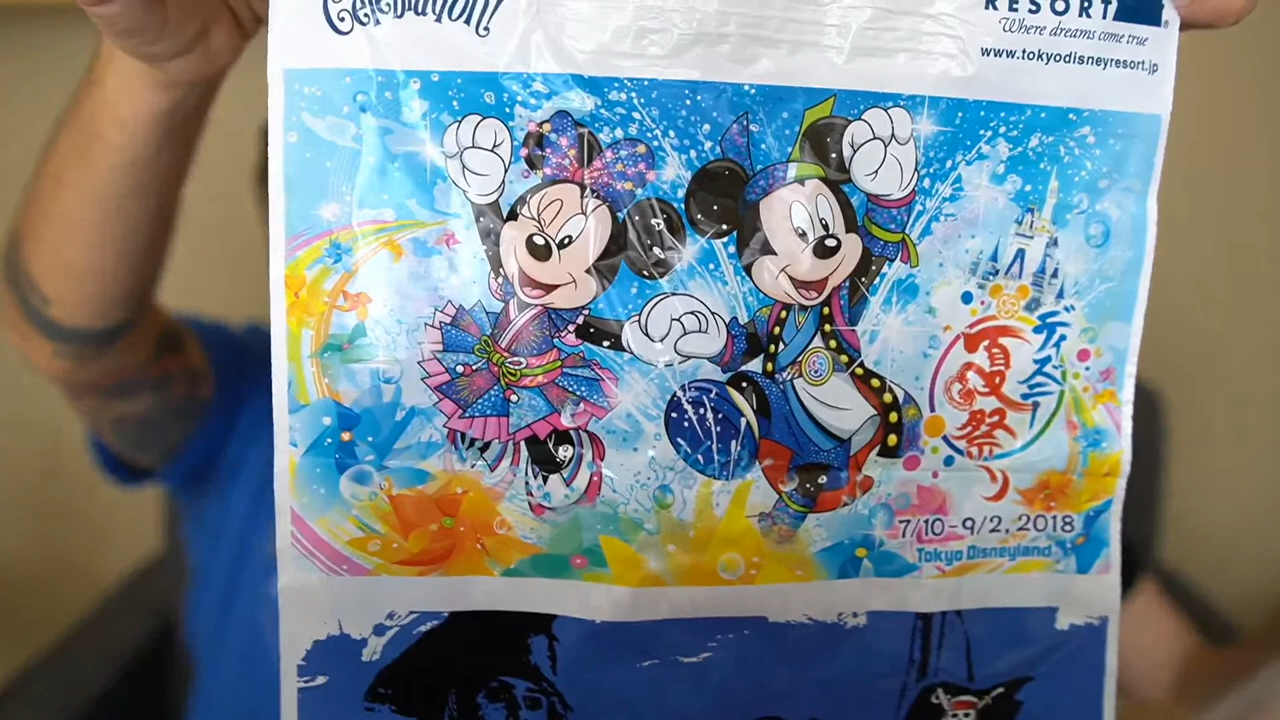 Celebration!
RESORT
®
Where dreams come true
www.tokyodisneyresort.jp
ディズニー
夏祭り
7/10-9/2, 2018
Tokyo Disneyland